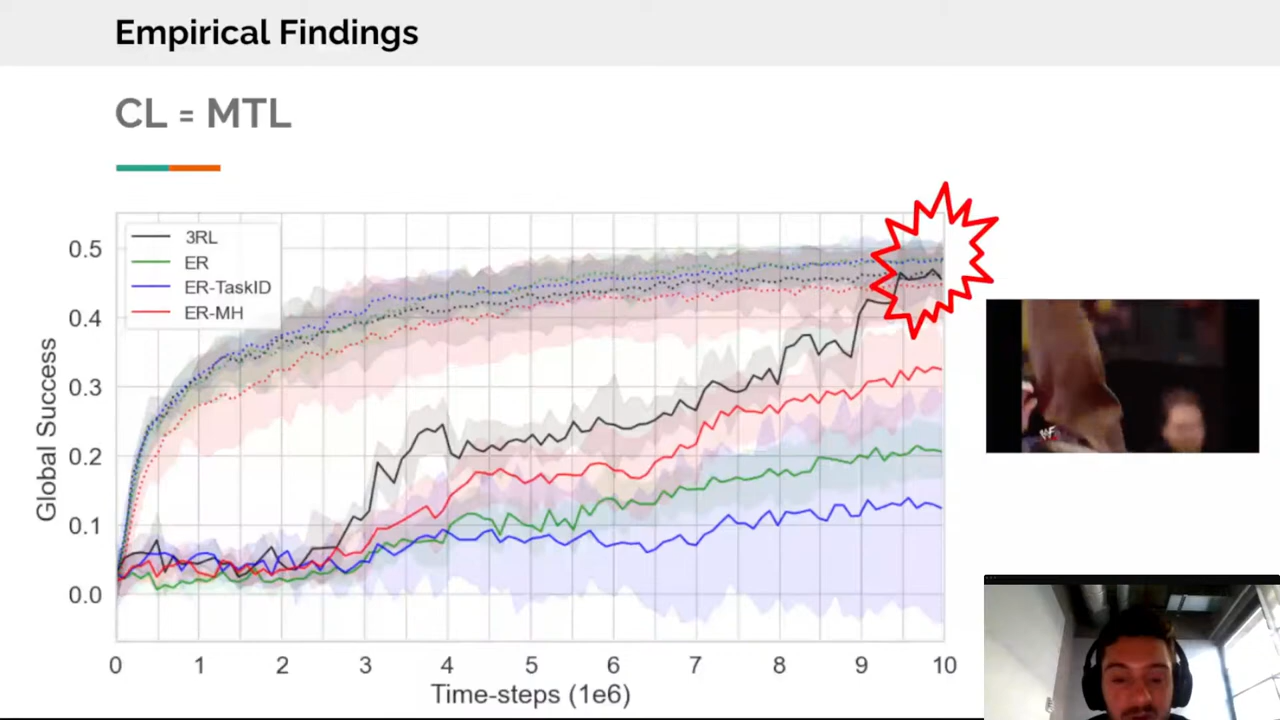 Empirical Findings
CL = MTL
3RL
ER
ER-TaskID
ER-MH
Global Success
0.5
0.4
0.3
0.2
0.1
0.0
0 1 2 3 4 5 6 7 8 9 10
Time-steps (1e6)